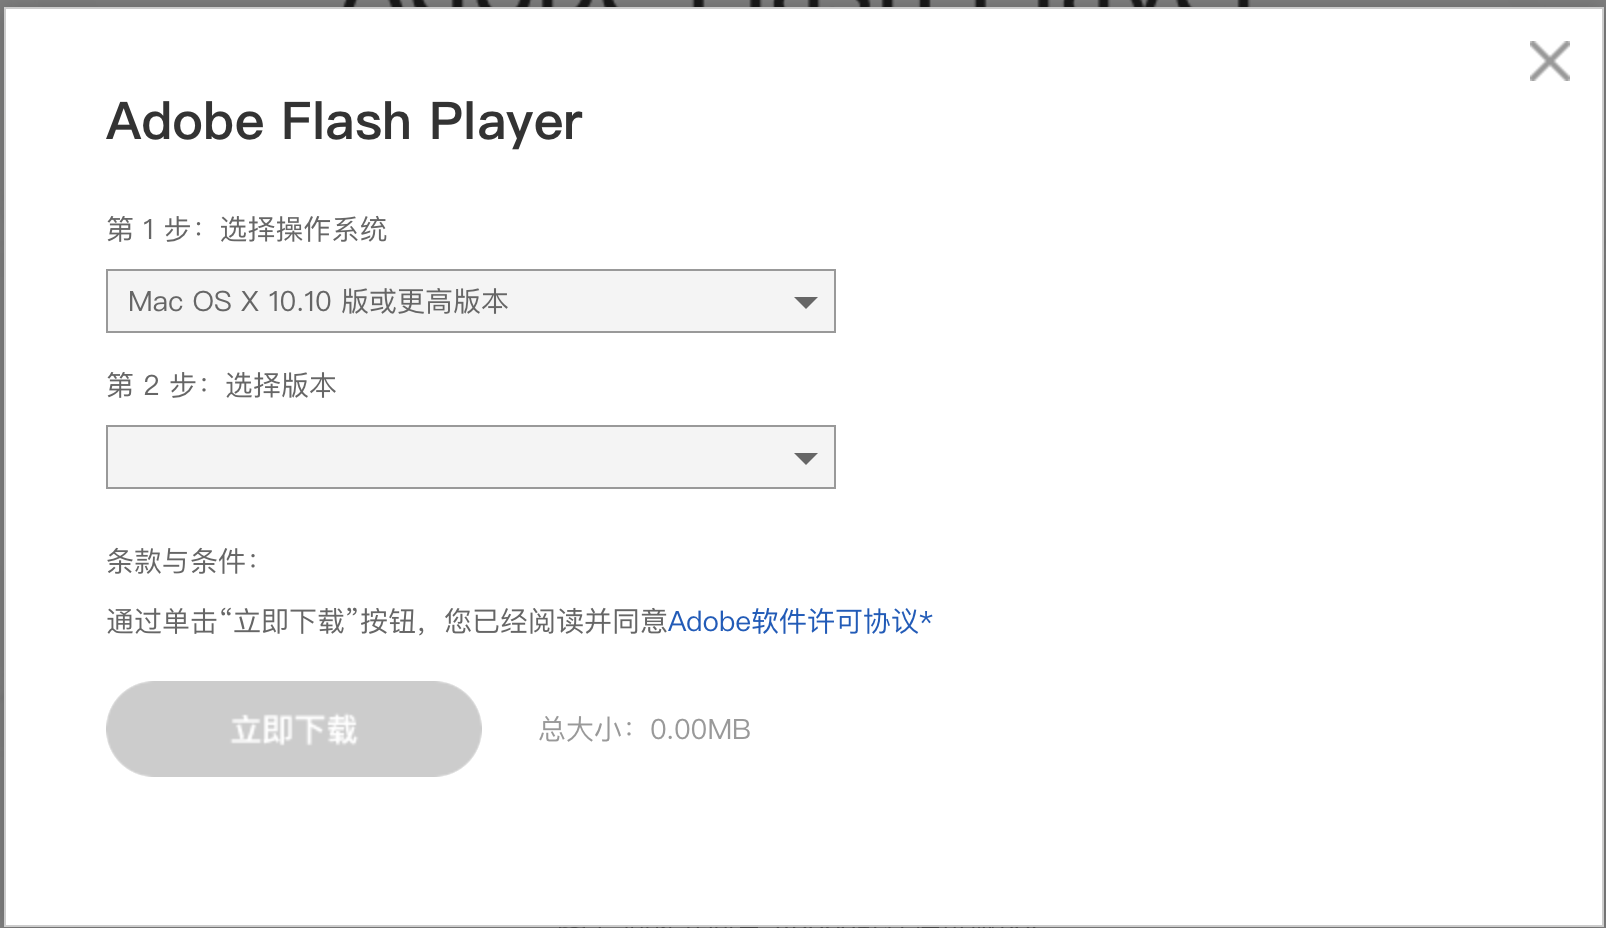 Adobe Flash Player
第 1 步：选择操作系统
Mac OS X 10.10 版或更高版本
第 2 步：选择版本
条款与条件：
通过单击“立即下载”按钮，您已经阅读并同意Adobe软件许可协议*
立即下载
总大小：0.00MB